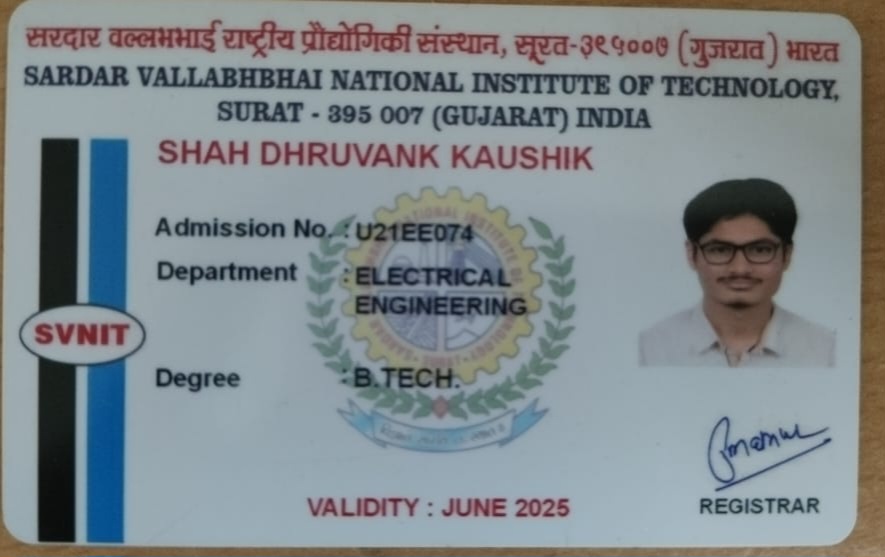 सरदार वल्लभभाई राष्ट्रीय प्रौद्योगिकी संस्थान, सूरत-३९५००७ (गुजरात) भारत
SARDAR VALLABHBHAI NATIONAL INSTITUTE OF TECHNOLOGY,
SURAT - 395 007 (GUJARAT) INDIA
SHAH DHRUVANK KAUSHIK
Admission No. : U21EE074
Department : ELECTRICAL
ENGINEERING
SVNIT
Degree : B.TECH.
VALIDITY : JUNE 2025
REGISTRAR